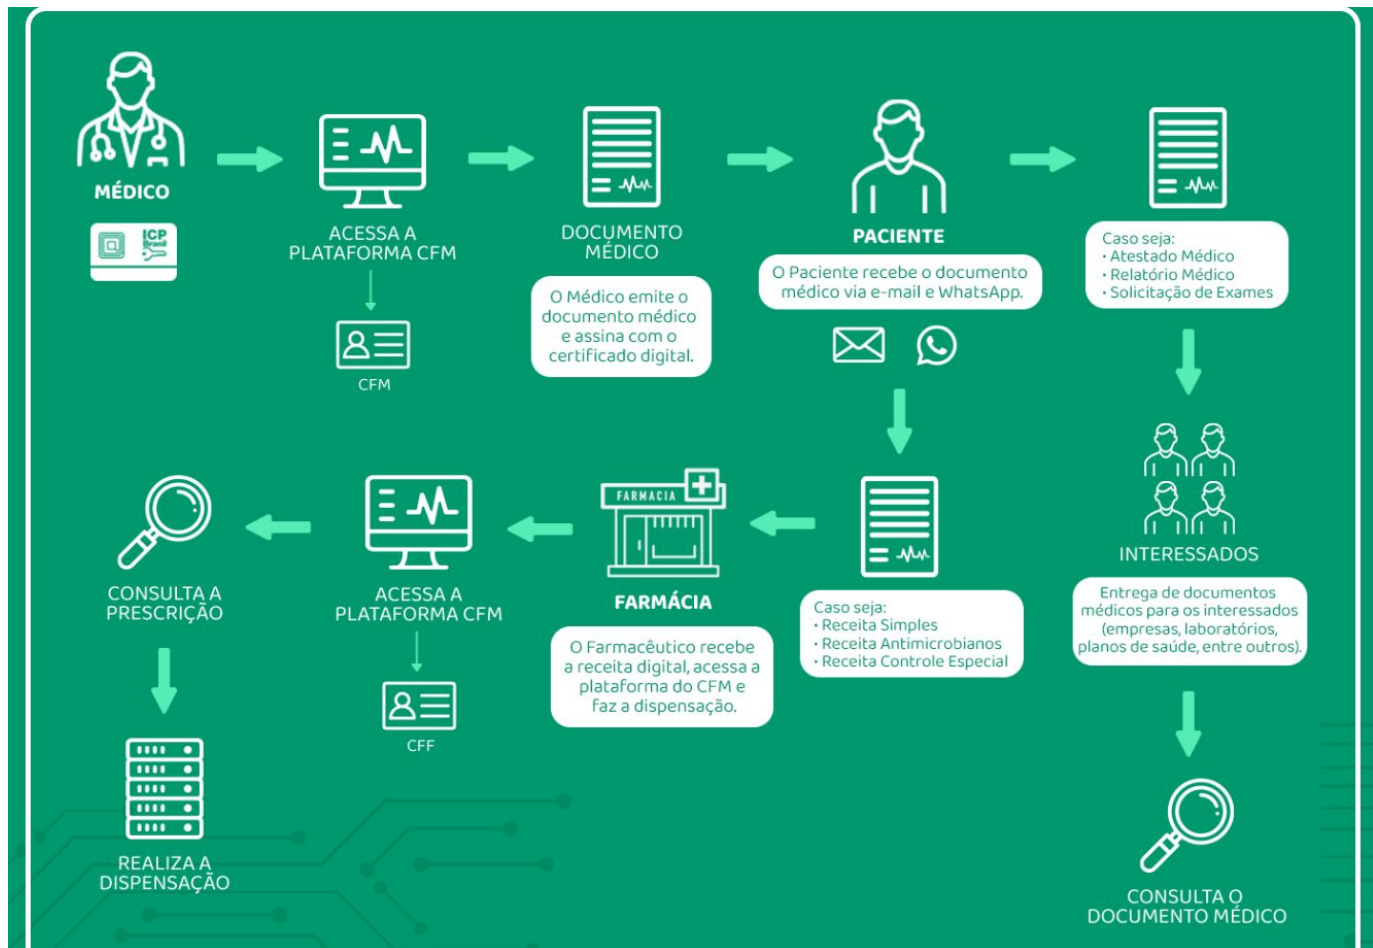 MÉDICO
ICP
Brasil
ACESSA A
PLATAFORMA CFM
CFM
DOCUMENTO
MÉDICO
O Médico emite o
documento médico
e assina com o
certificado digital.
PACIENTE
O Paciente recebe o documento
médico via e-mail e WhatsApp.
Caso seja:
• Atestado Médico
• Relatório Médico
• Solicitação de Exames
INTERESSADOS
Entrega de documentos
médicos para os interessados
(empresas, laboratórios,
planos de saúde, entre outros).
CONSULTA O
DOCUMENTO MÉDICO
Caso seja:
• Receita Simples
• Receita Antimicrobianos
• Receita Controle Especial
FARMACIA
FARMÁCIA
O Farmacêutico recebe
a receita digital, acessa a
plataforma do CFM e
faz a dispensação.
ACESSA A
PLATAFORMA CFM
CFF
CONSULTA A
PRESCRIÇÃO
REALIZA A
DISPENSAÇÃO